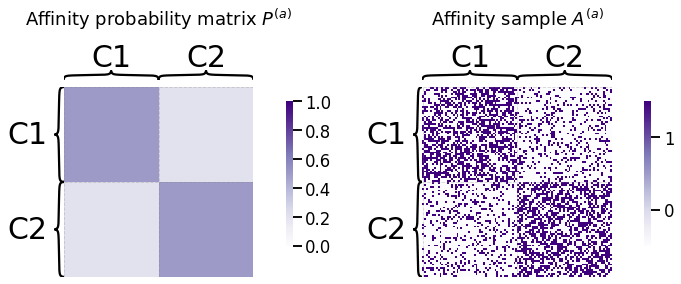 Affinity probability matrix P^(a)
C1 C2
C1
C2
1.0
0.8
0.6
0.4
0.2
0.0
Affinity sample A^(a)
C1 C2
C1
C2
1
0